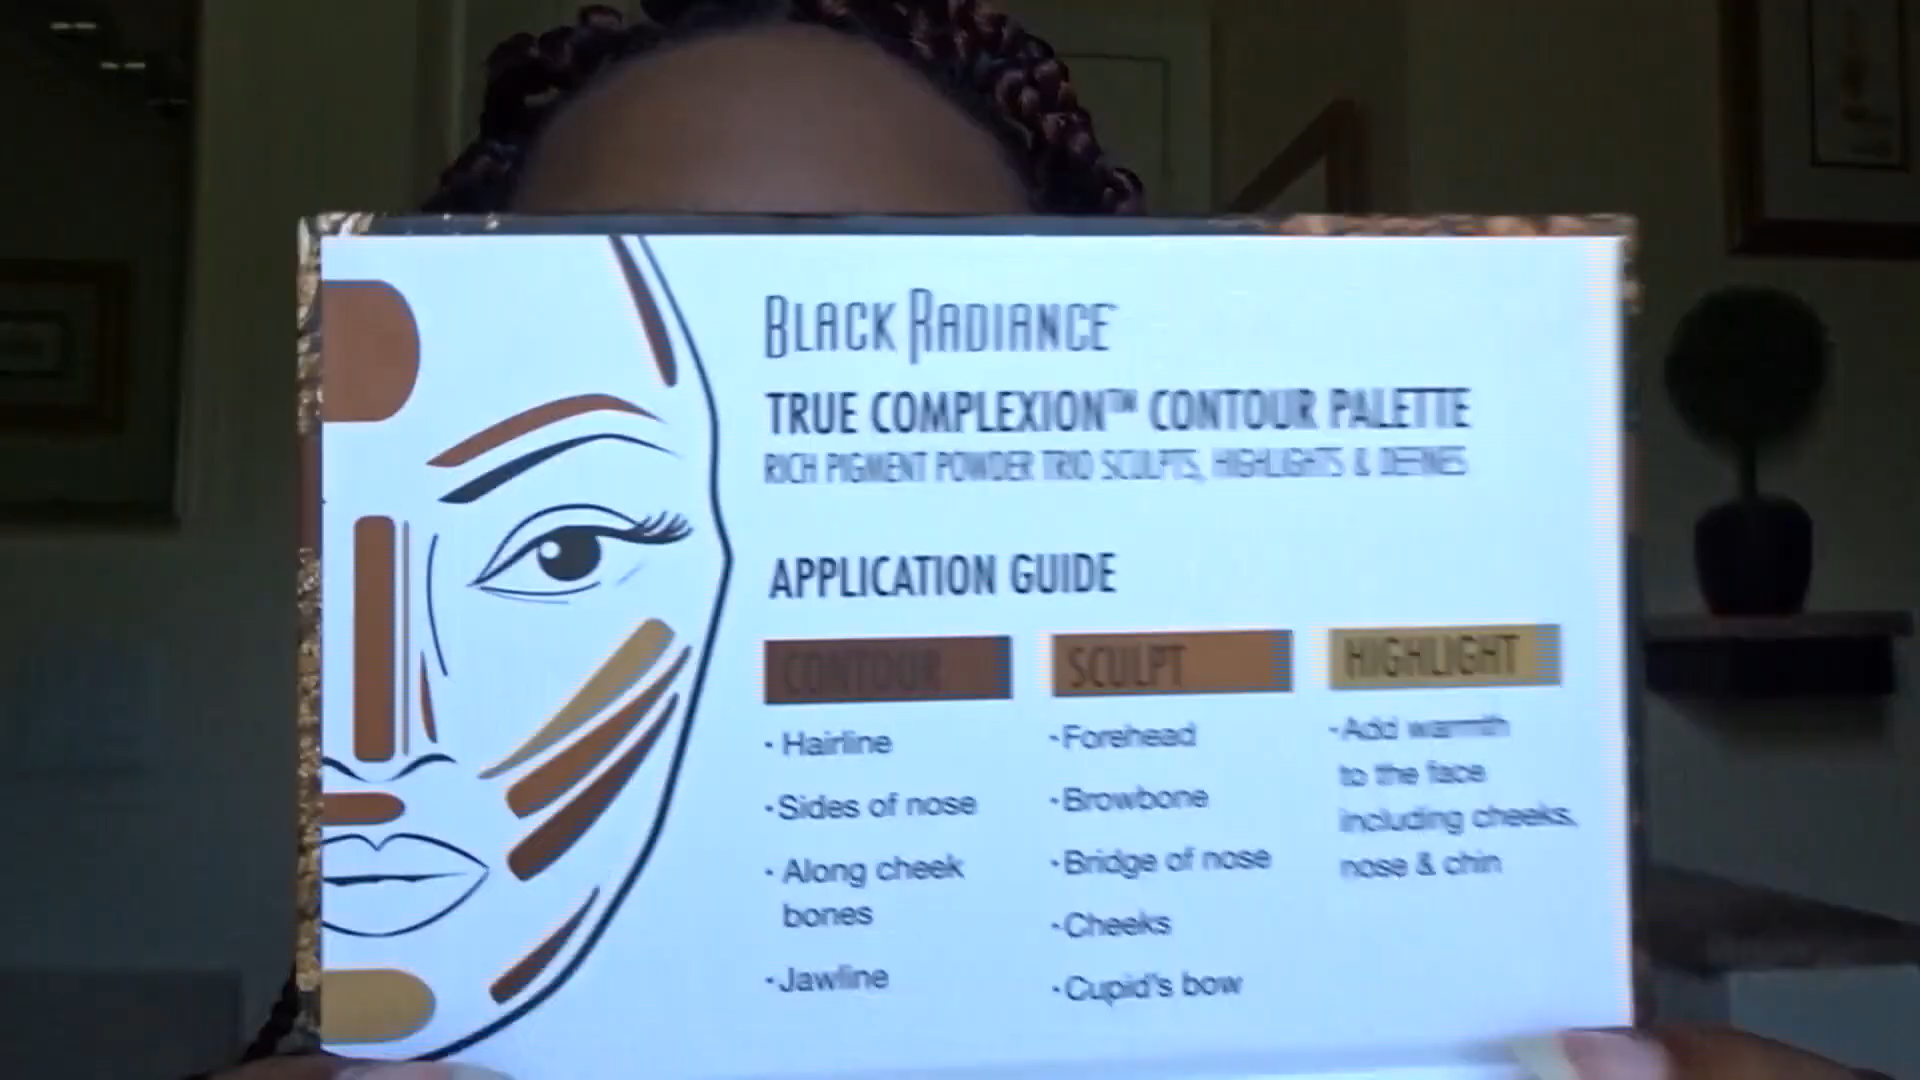 BLACK RADIANCE
TRUE COMPLEXION™ CONTOUR PALETTE
RICH PIGMENT POWDER TRIO SCULPTS, HIGHLIGHTS & DEFINES
APPLICATION GUIDE
CONTOUR
· Hairline
· Sides of nose
· Along cheek
bones
· Jawline
SCULPT
· Forehead
· Browbone
· Bridge of nose
· Cheeks
· Cupid's bow
HIGHLIGHT
· Add warmth
to the face
including cheeks,
nose & chin